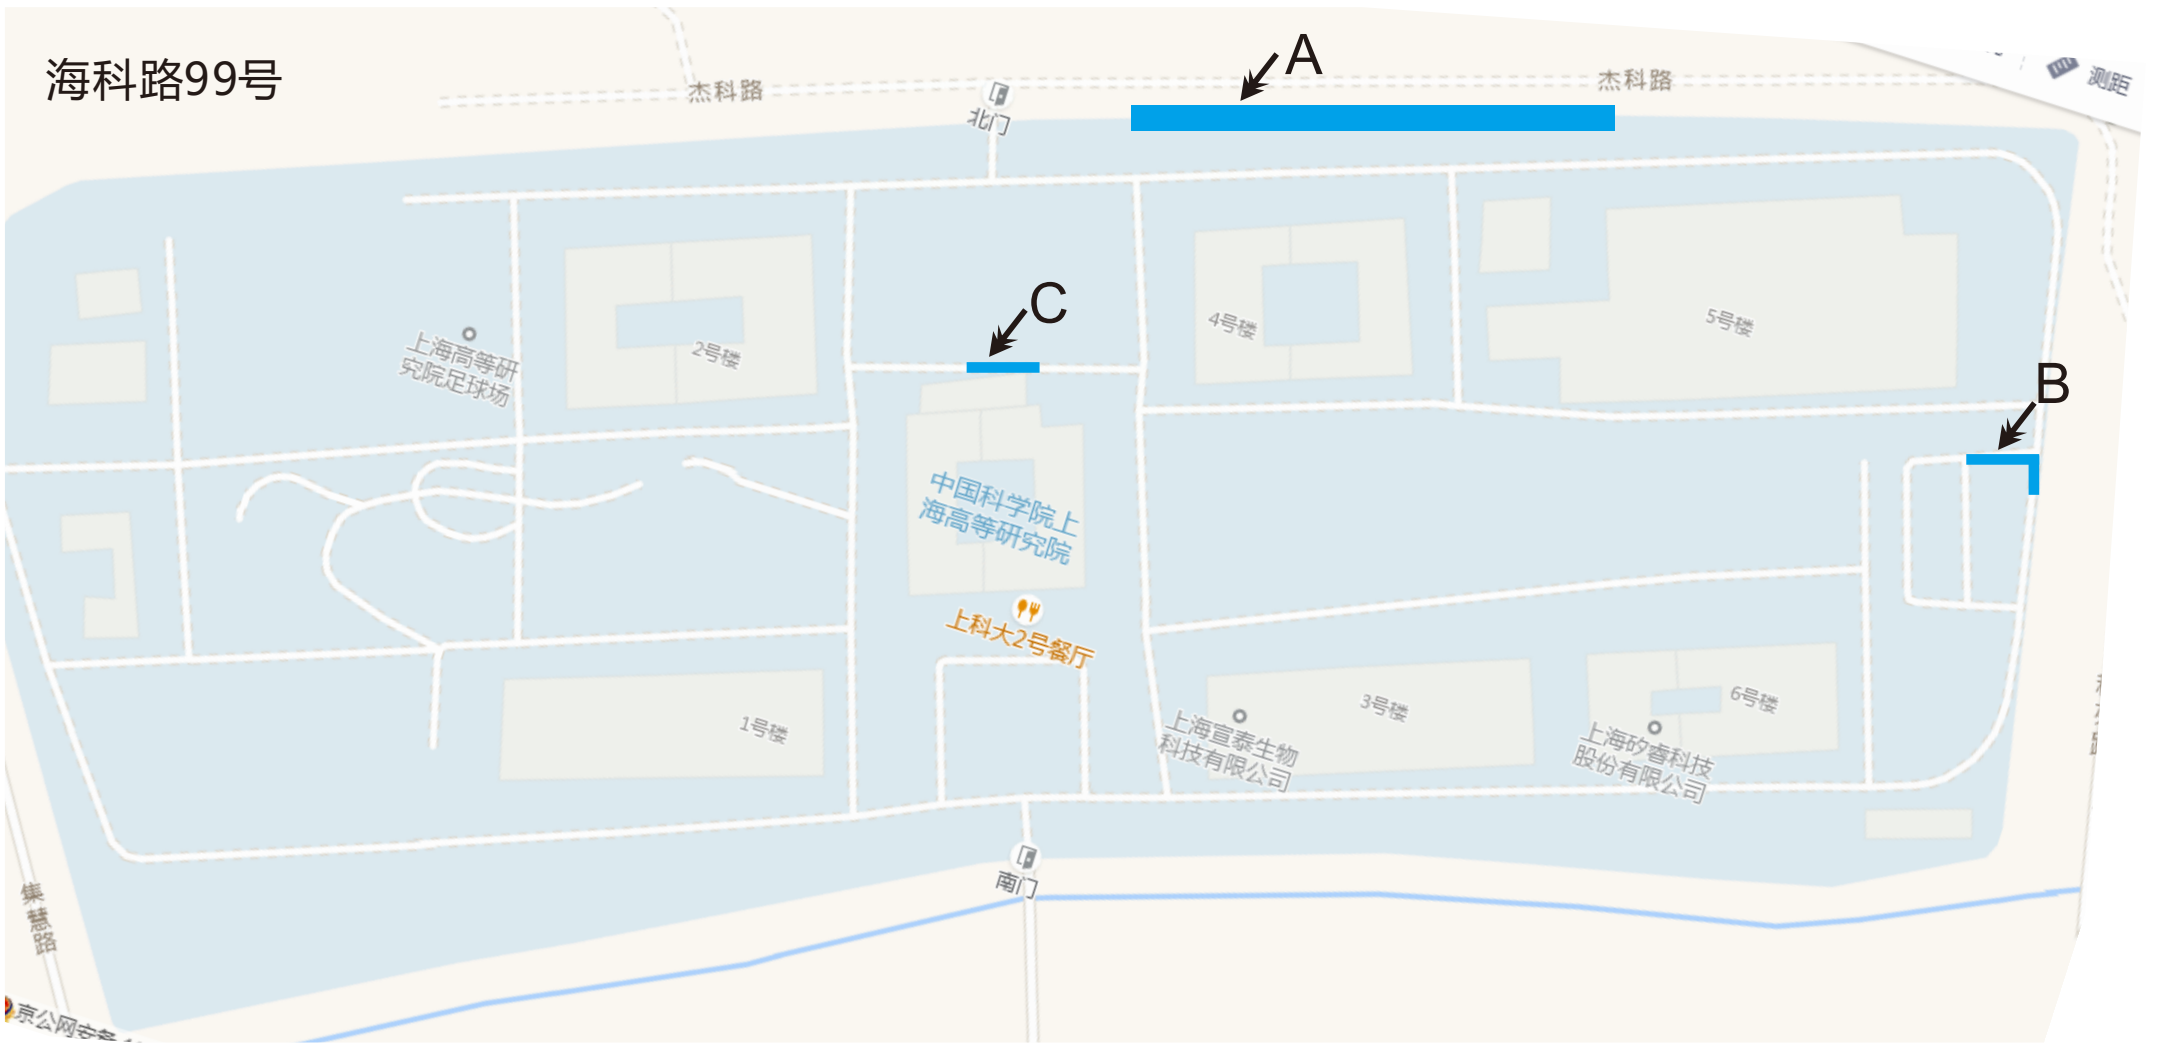 海科路99号
A
杰科路
杰科路
测距
北门
C
4号楼
5号楼
2号楼
上海高等研
究院足球场
B
中国科学院上
海高等研究院
上科大2号餐厅
3号楼
6号楼
1号楼
上海宣泰生物
科技有限公司
上海矽睿科技
股份有限公司
南门
集慧路
京公网安备